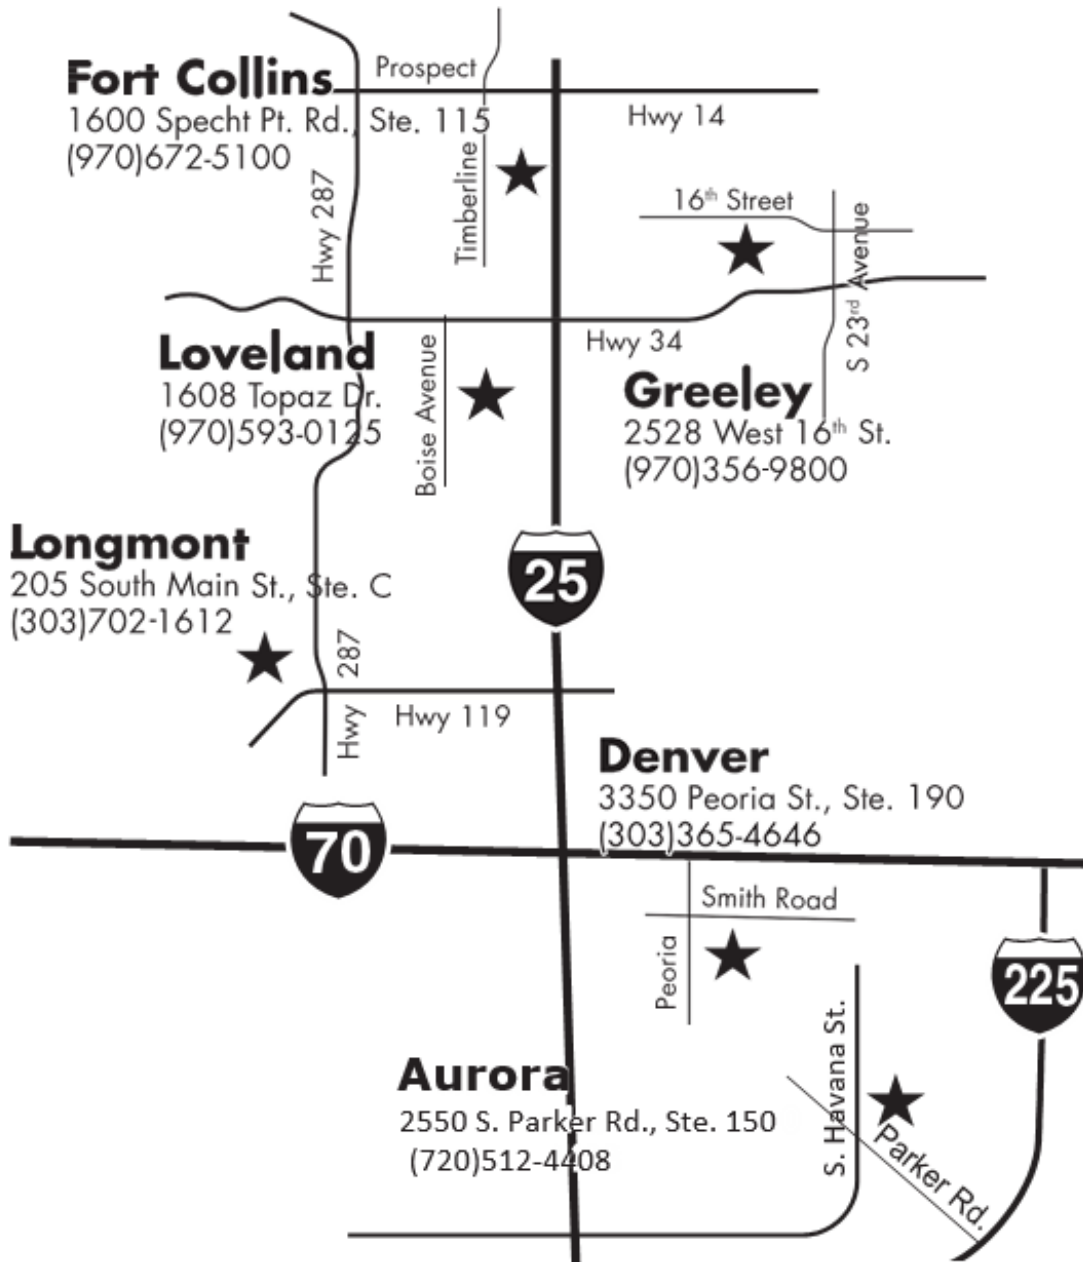 Prospect
Fort Collins
1600 Specht Pt. Rd., Ste. 115
(970)672-5100
Hwy 14
Timberline
Hwy 287
16th Street
S 23rd Avenue
Hwy 34
Loveland
1608 Topaz Dr.
(970)593-0125
Boise Avenue
Greeley
2528 West 16th St.
(970)356-9800
Longmont
205 South Main St., Ste. C
(303)702-1612
25
Hwy 287
Hwy 119
Denver
3350 Peoria St., Ste. 190
(303)365-4646
70
Smith Road
Peoria
225
S. Havana St.
Aurora
2550 S. Parker Rd., Ste. 150
(720)512-4408
Parker Rd.